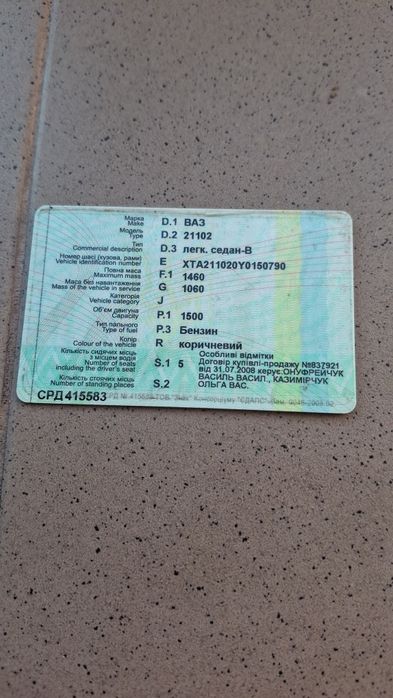 Марка D.1 ВАЗ
Make
Модель D.2 21102
Type
Тип D.3 легк. седан-В
Commercial description
Номер шасі (кузова, рами) E XTA211020Y0150790
Vehicle identification number
Повна маса F.1 1460
Maximum mass
Маса без навантаження G 1060
Mass of the vehicle in service
Категорія J
Vehicle category
Об'єм двигуна P.1 1500
Capacity
Тип пального P.3 Бензин
Type of fuel
Колір R коричневий
Colour of the vehicle
Кількість сидячих місць
з місцем водія S.1 5
Number of seats
including the driver's seat
Кількість стоячих місць S.2
Number of standing places
Особливі відмітки
Договір купівлі-продажу №837921
від 31.07.2008 керує.ОНУФРЕЙЧУК
ВАСИЛЬ ВАСИЛ., КАЗИМІРЧУК
ОЛЬГА ВАС.
СРД 415583